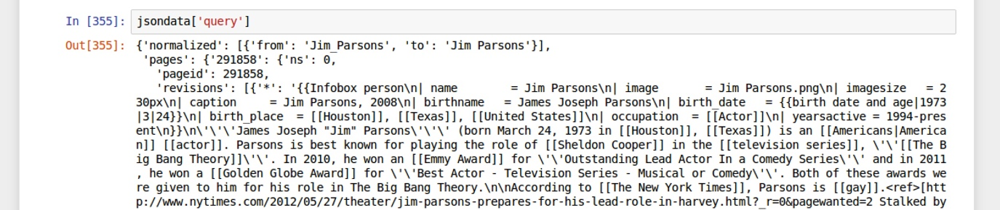 In [355]: jsondata['query']
Out[355]: {'normalized': [{'from': 'Jim_Parsons', 'to': 'Jim Parsons'}],
'pages': {'291858': {'ns': 0,
'pageid': 291858,
'revisions': [{'*': '{{Infobox person\n| name       = Jim Parsons\n| image      = Jim Parsons.png\n| imagesize   = 2
30px\n| caption     = Jim Parsons, 2008\n| birthname   = James Joseph Parsons\n| birth_date   = {{birth date and age|1973
|3|24}}\n| birth_place  = [[Houston]], [[Texas]], [[United States]]\n| occupation  = [[Actor]]\n| yearsactive = 1994-pres
ent\n}}\n\'\'\'James Joseph "Jim" Parsons\'\'\' (born March 24, 1973 in [[Houston]], [[Texas]]) is an [[Americans|America
n]] [[actor]]. Parsons is best known for playing the role of [[Sheldon Cooper]] in the [[television series]], \'\'[[The B
ig Bang Theory]]\'\'. In 2010, he won an [[Emmy Award]] for \'\'Outstanding Lead Actor In a Comedy Series\'\' and in 2011
, he won a [[Golden Globe Award]] for \'\'Best Actor - Television Series - Musical or Comedy\'\'. Both of these awards we
re given to him for his role in The Big Bang Theory.\n\nAccording to [[The New York Times]], Parsons is [[gay]].<ref>[htt
p://www.nytimes.com/2012/05/27/theater/jim-parsons-prepares-for-his-lead-role-in-harvey.html?_r=0&pagewanted=2 Stalked by